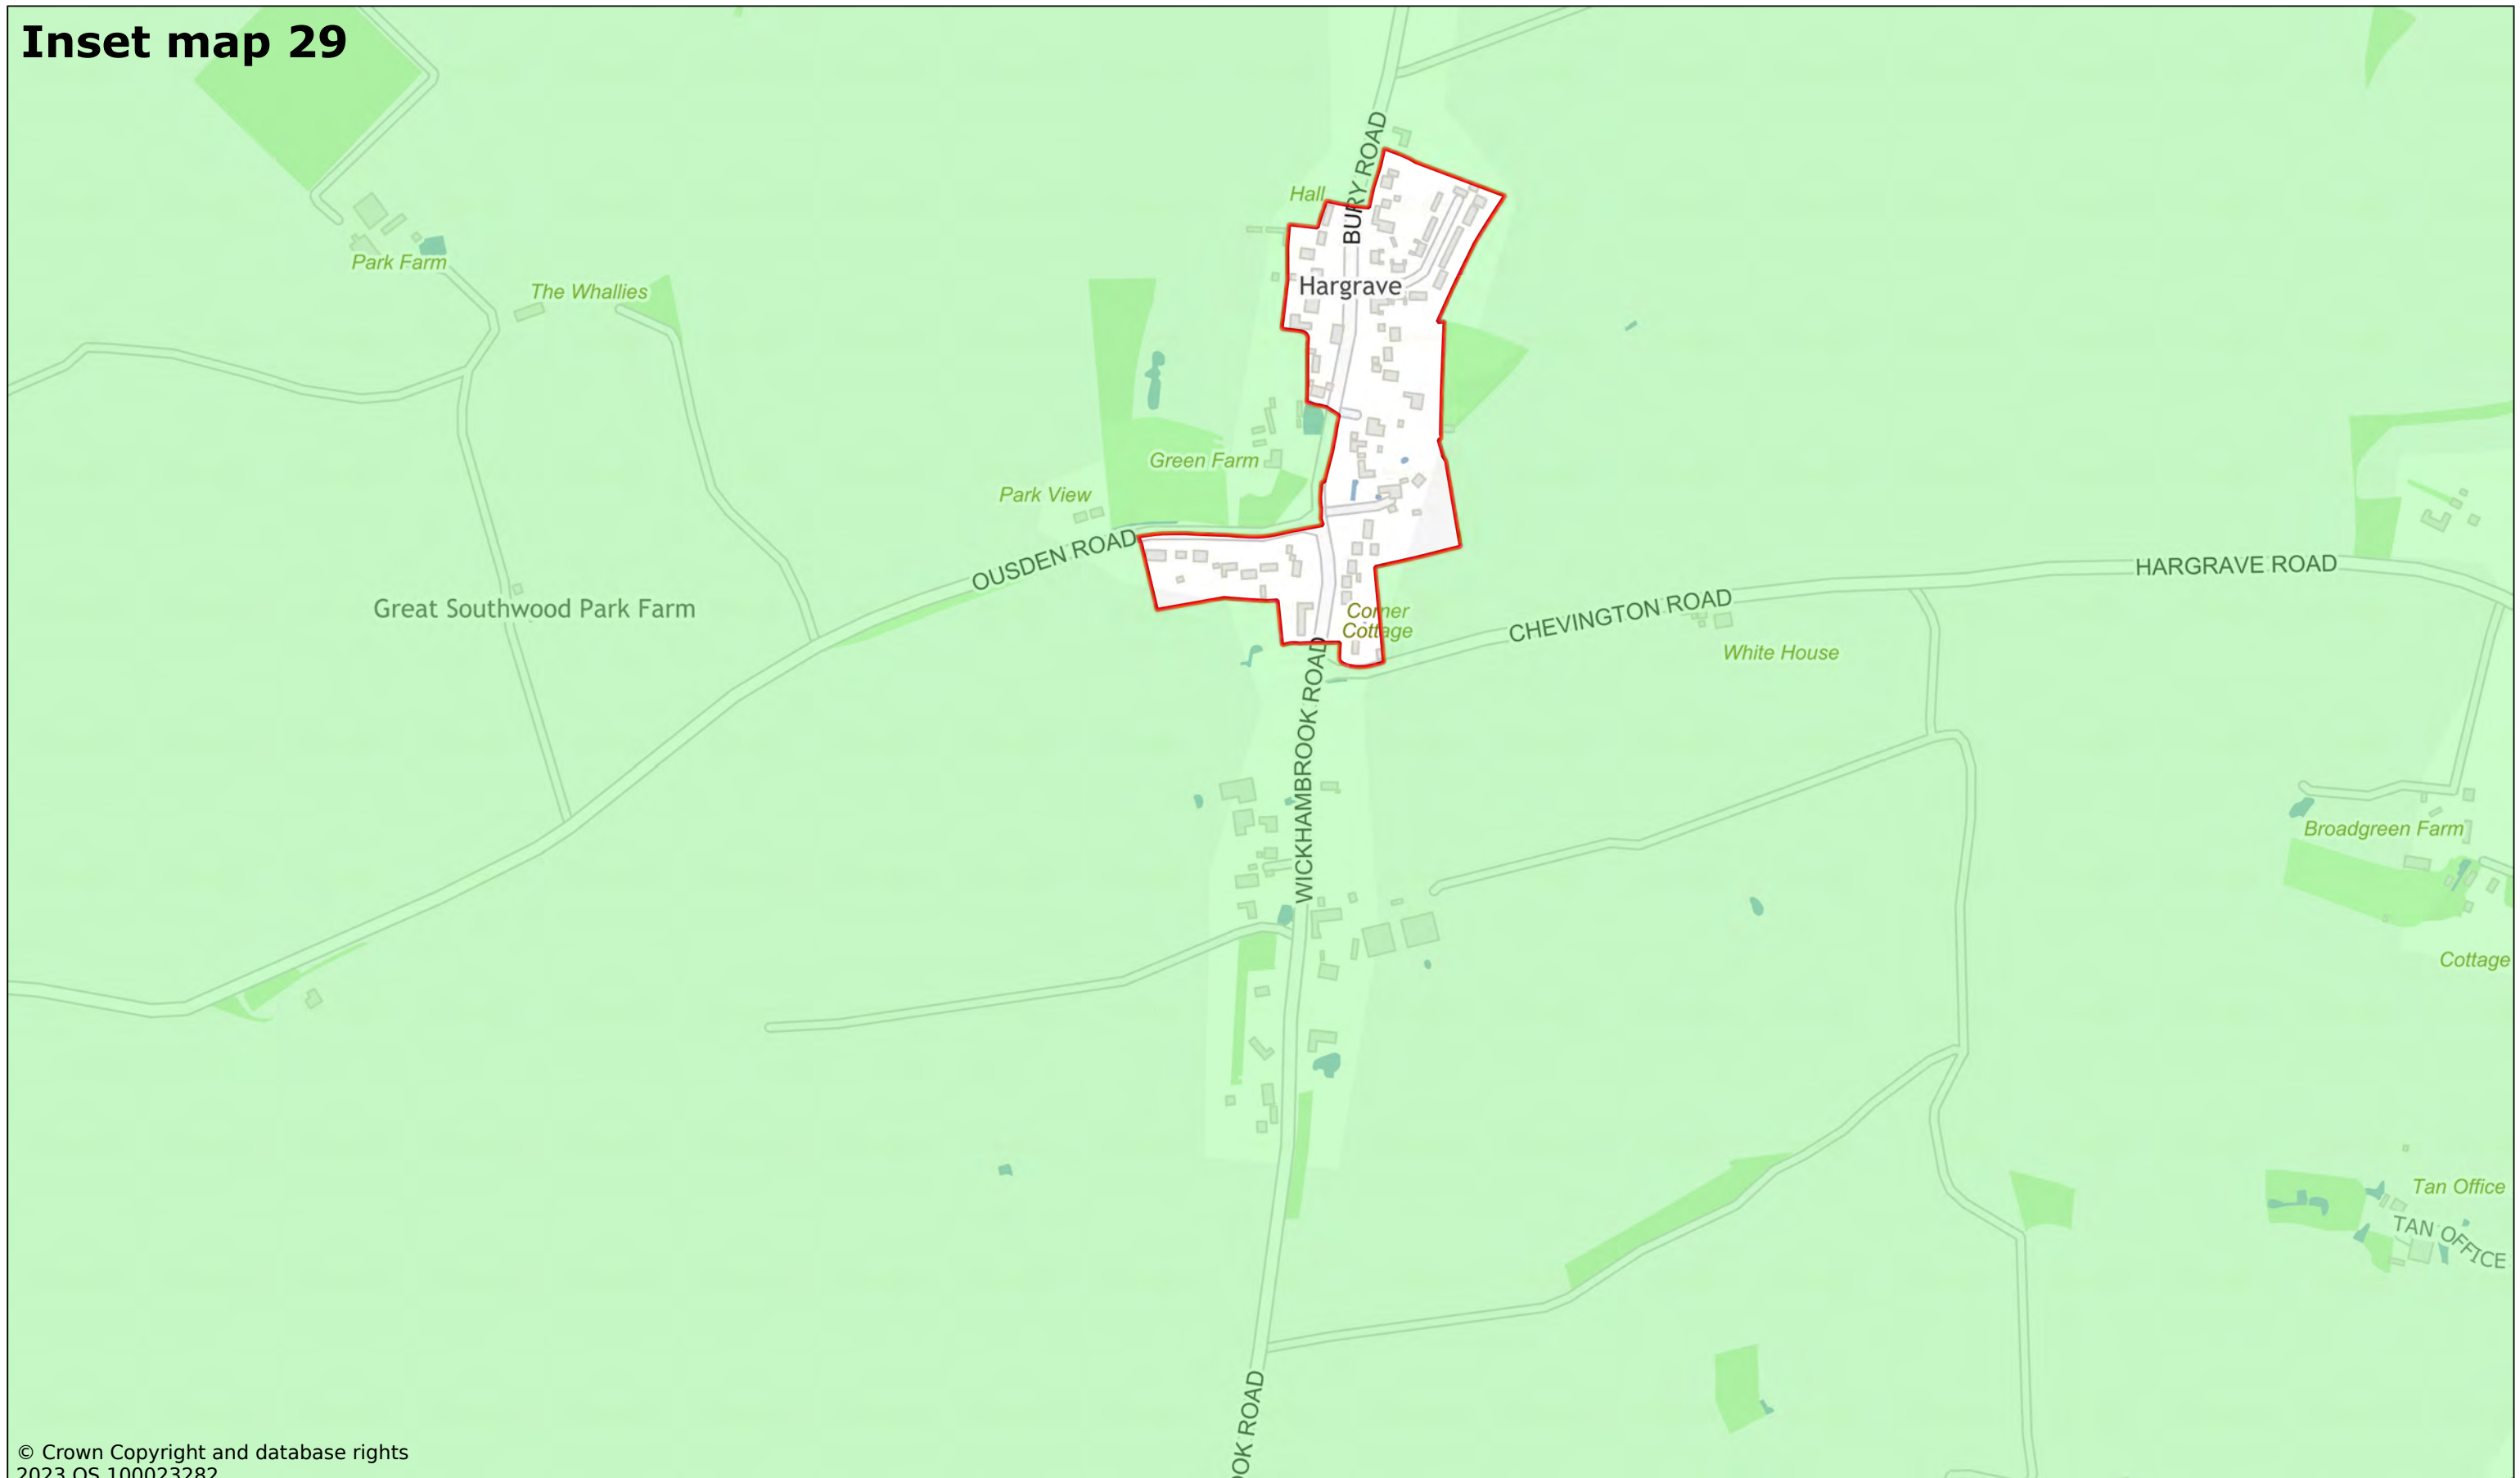 Inset map 29
BURY ROAD
Hall
Park Farm
The Whallies
Hargrave
Green Farm
Park View
OUSDEN ROAD
HARGRAVE ROAD
Great Southwood Park Farm
Corner
Cottage
CHEVINGTON ROAD
White House
WICKHAMBROOK ROAD
Broadgreen Farm
Cottage
Tan Office
TAN OFFICE
OOK ROAD
© Crown Copyright and database rights
2023 OS 100023282